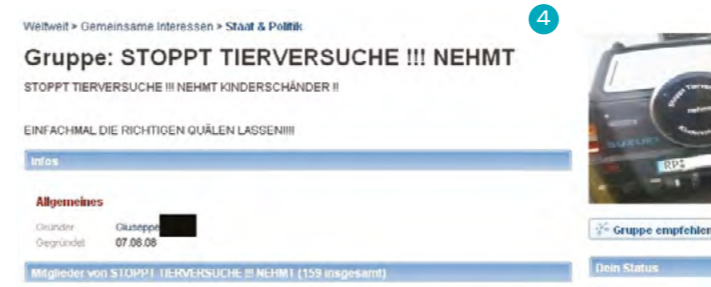 Weltweit > Gemeinsame Interessen > Staat & Politik
4
Gruppe: STOPPT TIERVERSUCHE !!! NEHMT
STOPPT TIERVERSUCHE !!! NEHMT KINDERSCHÄNDER !!
EINFACHMAL DIE RICHTIGEN QUÄLEN LASSEN!!!!
Infos
Allgemeines
Gründer Giuseppe
Gegründet 07.08.08
Mitglieder von STOPPT TIERVERSUCHE !!! NEHMT (159 insgesamt)
SUZUKI
RP
Gruppe empfehlen
Dein Status